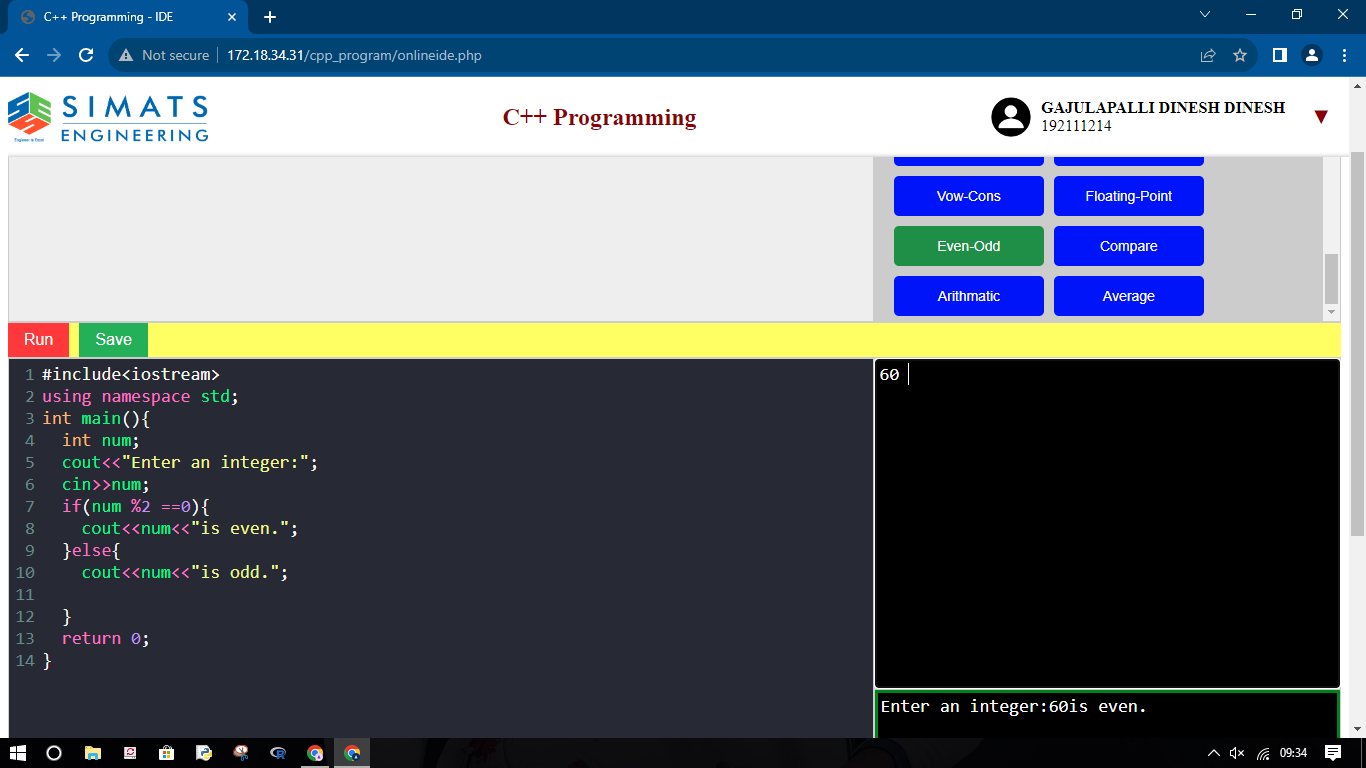 C++ Programming - IDE
Not secure
172.18.34.31/cpp_program/onlineide.php
SIMATS
ENGINEERING
C++ Programming
GAJULAPALLI DINESH DINESH
192111214
Vow-Cons
Floating-Point
Even-Odd
Compare
Arithmatic
Average
Run
Save
1 #include<iostream>
2 using namespace std;
3 int main(){
4 int num;
5 cout<<"Enter an integer:";
6 cin>>num;
7 if(num %2 ==0){
8 cout<<num<<"is even.";
9 }else{
10 cout<<num<<"is odd.";
11
12 }
13 return 0;
14 }
60
Enter an integer:60is even.
09:34